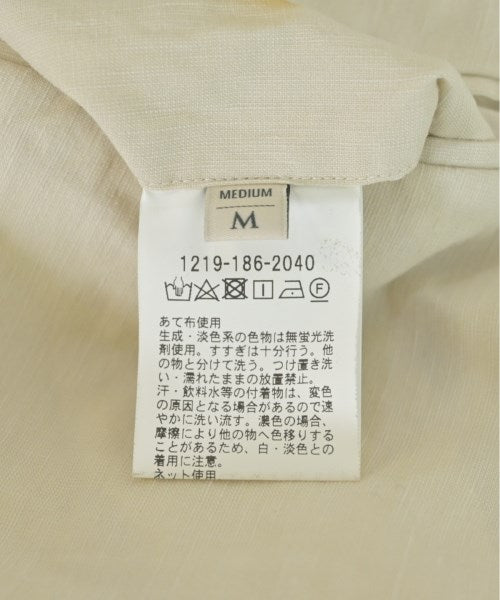 MEDIUM
M
1219-186-2040
あて布使用
生成・淡色系の色物は無蛍光洗
剤使用。すすぎは十分行う。他
の物と分けて洗う。つけ置き洗
い・濡れたままの放置禁止。
汗・飲料水等の付着物は、変色
の原因となる場合があるので速
やかに洗い流す。濃色の場合、
摩擦により他の物へ色移りする
ことがあるため、白・淡色との
着用に注意。
ネット使用